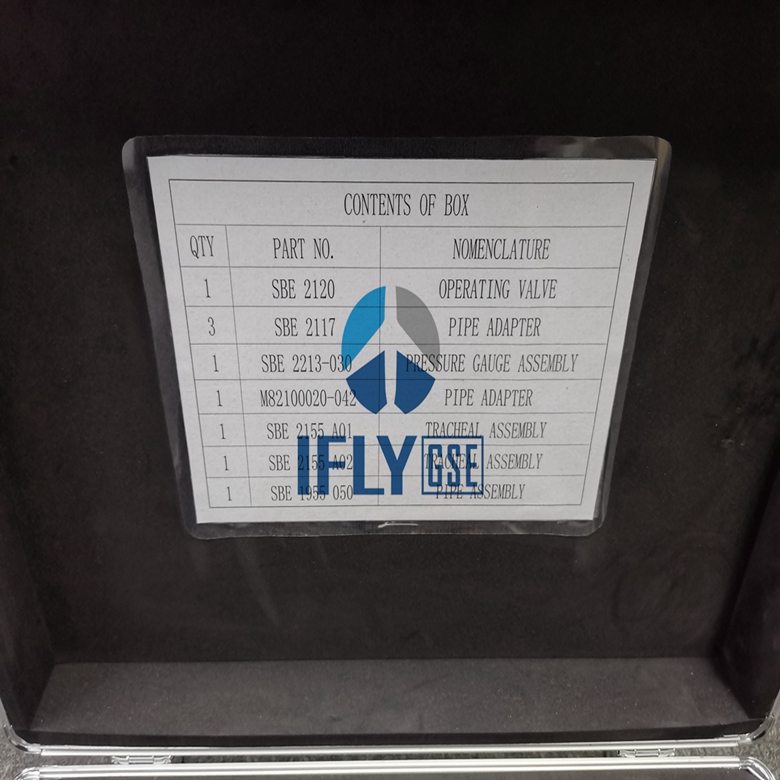 CONTENTS OF BOX
QTY PART NO. NOMENCLATURE
1 SBE 2120 OPERATING VALVE
3 SBE 2117 PIPE ADAPTER
1 SBE 2213-030 PRESSURE GAUGE ASSEMBLY
1 M82100020-042 PIPE ADAPTER
1 SBE 2155 A01 TRACHEAL ASSEMBLY
1 SBE 2155 A02 TRACHEAL ASSEMBLY
1 SBE 1955 050 PIPE ASSEMBLY
IFLY GSE